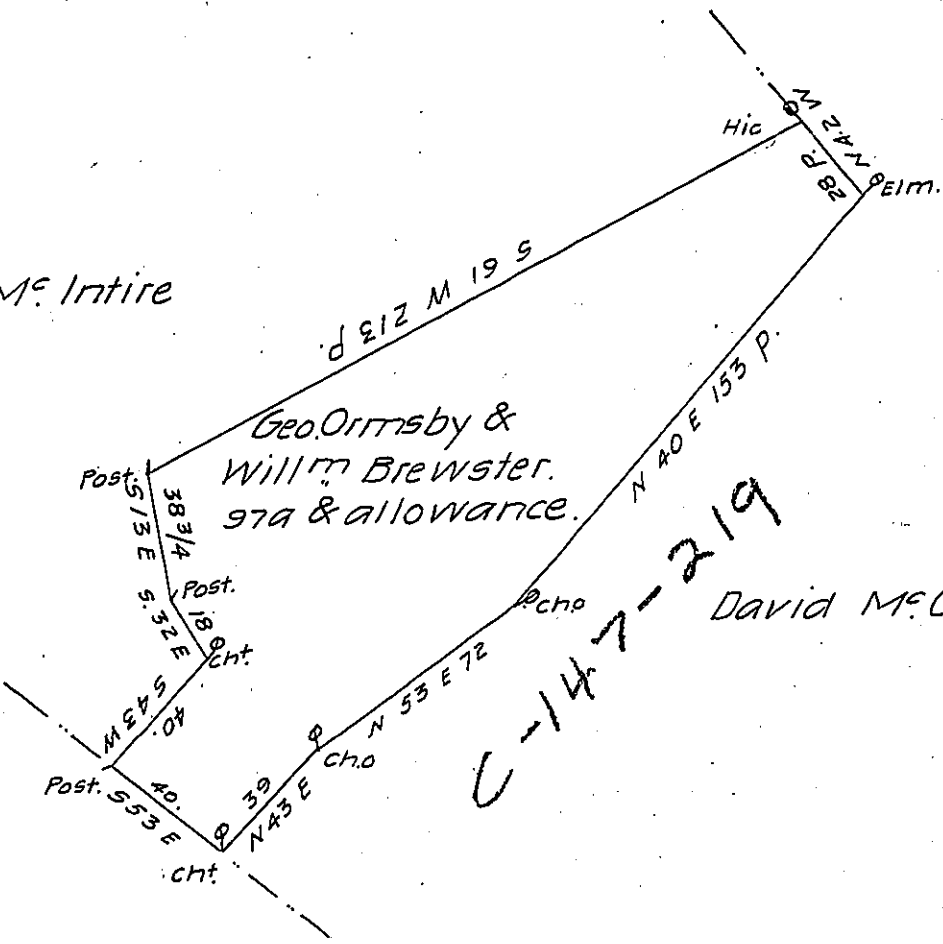 N 42 W
28 P.
Hic
Elm.
S 61 W 213 P.
Mc Intire
Geo. Ormsby &
Willm Brewster.
97a & allowance.
N 40 E 153 P.
Post.
S 13 E
38 3/4
Post.
S. 32 E
18
Cht.
S 43 W
40.
Post.
S 53 E
40.
Cht.
39
N 43 E
Ch.o
N 53 E 72
Cho
David Mc
C-147-219